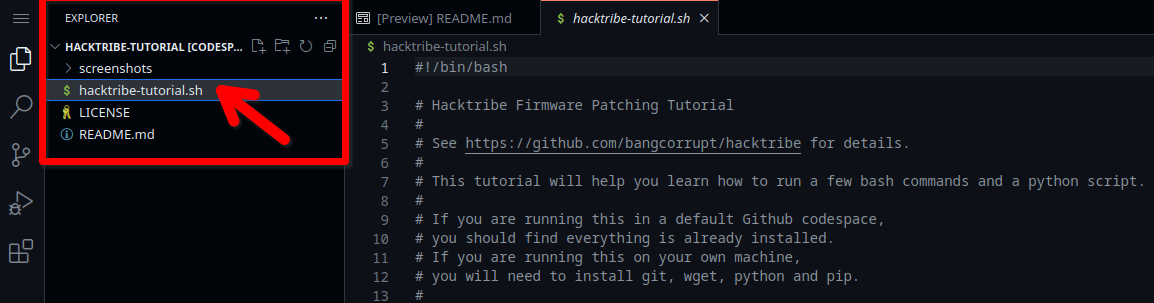 EXPLORER
HACKTRIBE-TUTORIAL [CODESP...
screenshots
$ hacktribe-tutorial.sh
LICENSE
README.md
[Preview] README.md
$ hacktribe-tutorial.sh
$ hacktribe-tutorial.sh
1 #!/bin/bash
2
3 # Hacktribe Firmware Patching Tutorial
4 #
5 # See https://github.com/bangcorrupt/hacktribe for details.
6 #
7 # This tutorial will help you learn how to run a few bash commands and a python script.
8 #
9 # If you are running this in a default Github codespace,
10 # you should find everything is already installed.
11 # If you are running this on your own machine,
12 # you will need to install git, wget, python and pip.
13 #